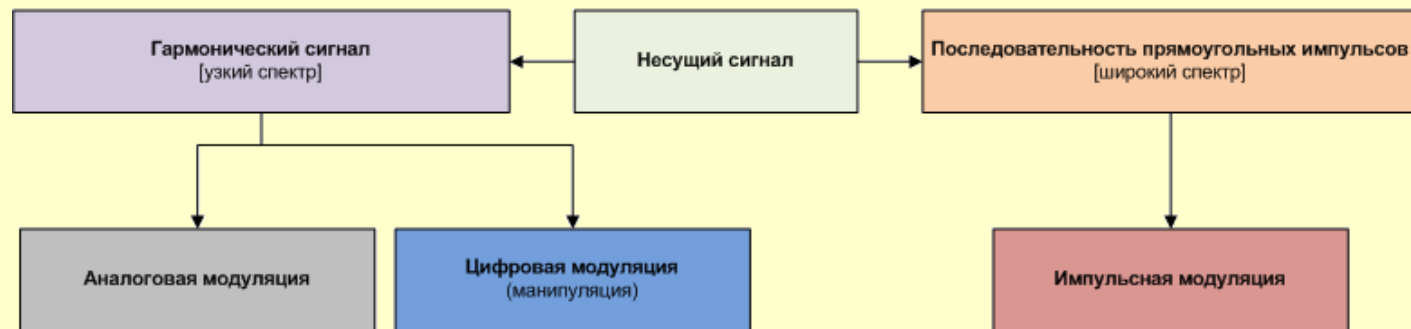 Гармонический сигнал
[узкий спектр]
Несущий сигнал
Последовательность прямоугольных импульсов
[широкий спектр]
Аналоговая модуляция
Цифровая модуляция
(манипуляция)
Импульсная модуляция